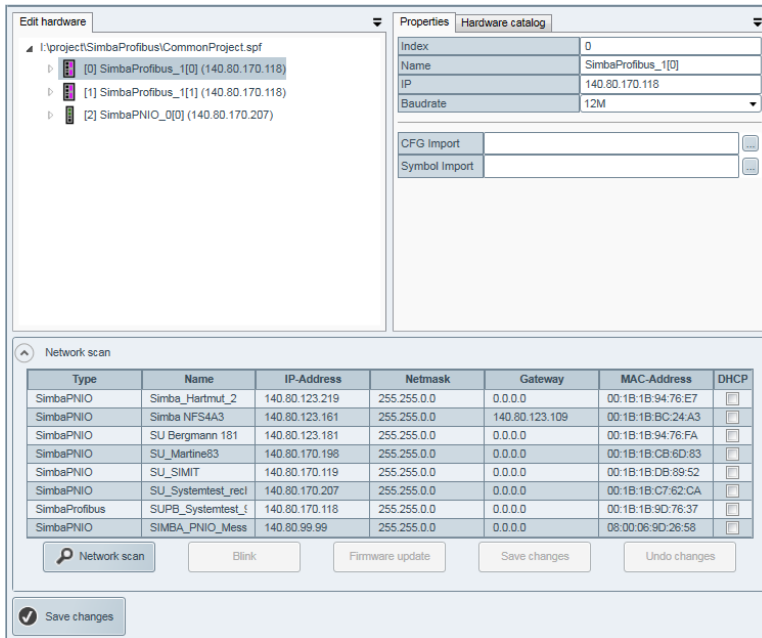 Edit hardware
I:\project\SimbaProfibus\CommonProject.spf
[0] SimbaProfibus_1[0] (140.80.170.118)
[1] SimbaProfibus_1[1] (140.80.170.118)
[2] SimbaPNIO_0[0] (140.80.170.207)
Properties Hardware catalog
Index 0
Name SimbaProfibus_1[0]
IP 140.80.170.118
Baudrate 12M
CFG Import ...
Symbol Import ...
Network scan
Type Name IP-Address Netmask Gateway MAC-Address DHCP
SimbaPNIO Simba_Hartmut_2 140.80.123.219 255.255.0.0 0.0.0.0 00:1B:1B:94:76:E7
SimbaPNIO Simba NFS4A3 140.80.123.161 255.255.0.0 140.80.123.109 00:1B:1B:BC:24:A3
SimbaPNIO SU Bergmann 181 140.80.123.181 255.255.0.0 0.0.0.0 00:1B:1B:94:76:FA
SimbaPNIO SU_Martine83 140.80.170.198 255.255.0.0 0.0.0.0 00:1B:1B:CB:6D:83
SimbaPNIO SU_SIMIT 140.80.170.119 255.255.0.0 0.0.0.0 00:1B:1B:DB:89:52
SimbaPNIO SU_Systemtest_recl 140.80.170.207 255.255.0.0 0.0.0.0 00:1B:1B:C7:62:CA
SimbaProfibus SUPB_Systemtest_S 140.80.170.118 255.255.0.0 0.0.0.0 00:1B:1B:9D:76:37
SimbaPNIO SIMBA_PNIO_Mess 140.80.99.99 255.255.0.0 0.0.0.0 08:00:06:9D:26:58
Network scan Blink Firmware update Save changes Undo changes
Save changes